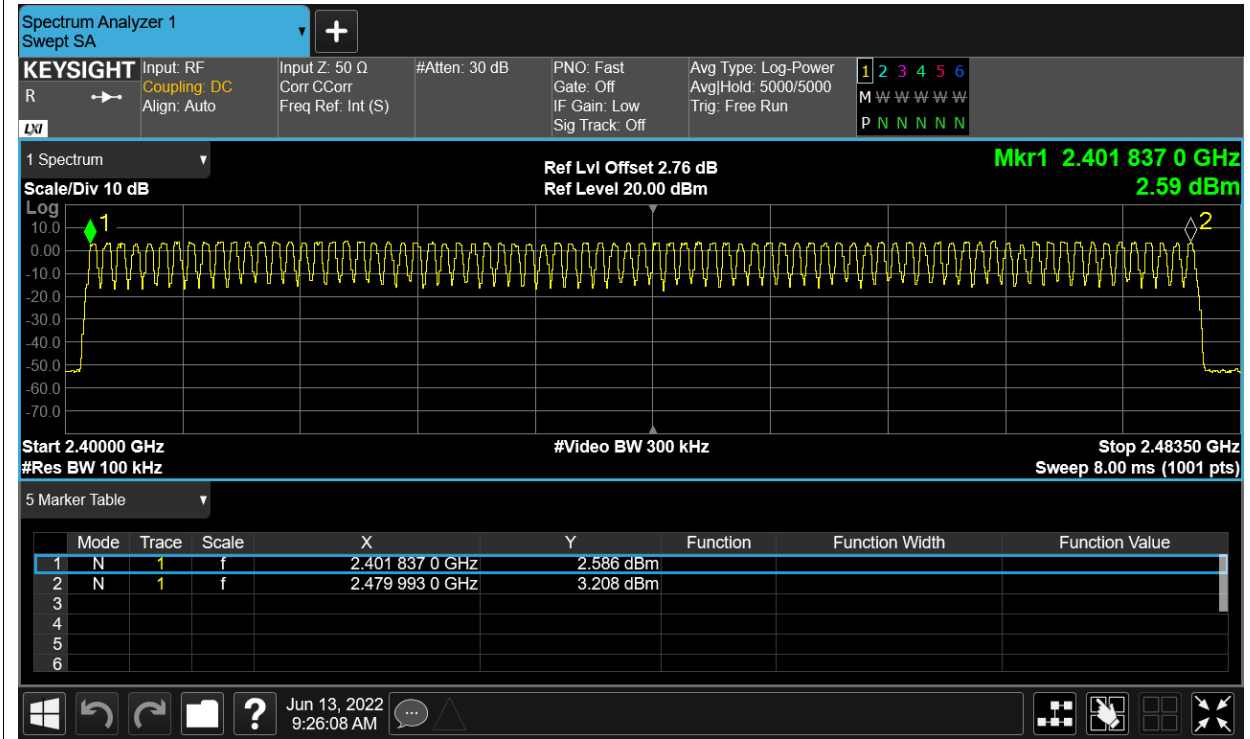 Spectrum Analyzer 1
Swept SA
KEYSIGHT Input: RF Input Z: 50 Ω #Atten: 30 dB PNO: Fast Avg Type: Log-Power 1 2 3 4 5 6
R Coupling: DC Corr CCorr Gate: Off Avg|Hold: 5000/5000 M W W W W W W
Align: Auto Freq Ref: Int (S) IF Gain: Low Trig: Free Run
LXI Sig Track: Off P N N N N N N
1 Spectrum Ref Lvl Offset 2.76 dB Mkr1 2.401 837 0 GHz
Scale/Div 10 dB Ref Level 20.00 dBm 2.59 dBm
Log
1 2
10.0
0.00
-10.0
-20.0
-30.0
-40.0
-50.0
-60.0
-70.0
Start 2.40000 GHz #Video BW 300 kHz Stop 2.48350 GHz
#Res BW 100 kHz Sweep 8.00 ms (1001 pts)
5 Marker Table
Mode Trace Scale X Y Function Function Width Function Value
1 N 1 f 2.401 837 0 GHz 2.586 dBm
2 N 1 f 2.479 993 0 GHz 3.208 dBm
3
4
5
6
? Jun 13, 2022
9:26:08 AM